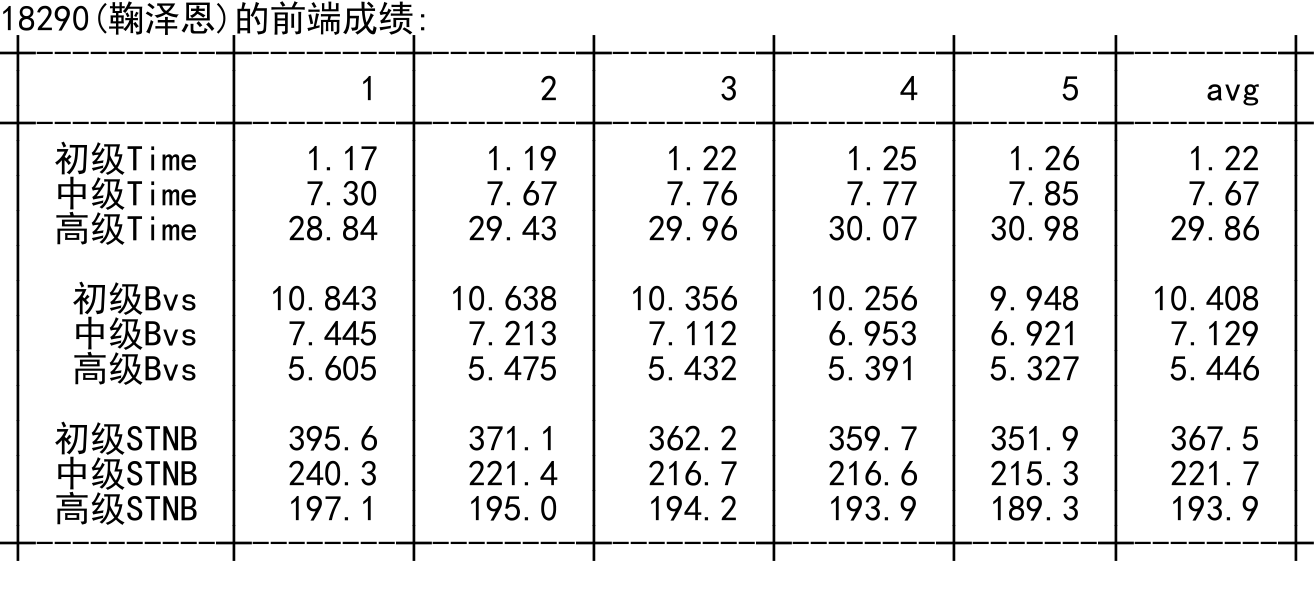 18290(鞠泽恩)的前端成绩:
1 2 3 4 5 avg
初级Time 1.17 1.19 1.22 1.25 1.26 1.22
中级Time 7.30 7.67 7.76 7.77 7.85 7.67
高级Time 28.84 29.43 29.96 30.07 30.98 29.86
初级Bvs 10.843 10.638 10.356 10.256 9.948 10.408
中级Bvs 7.445 7.213 7.112 6.953 6.921 7.129
高级Bvs 5.605 5.475 5.432 5.391 5.327 5.446
初级STNB 395.6 371.1 362.2 359.7 351.9 367.5
中级STNB 240.3 221.4 216.7 216.6 215.3 221.7
高级STNB 197.1 195.0 194.2 193.9 189.3 193.9